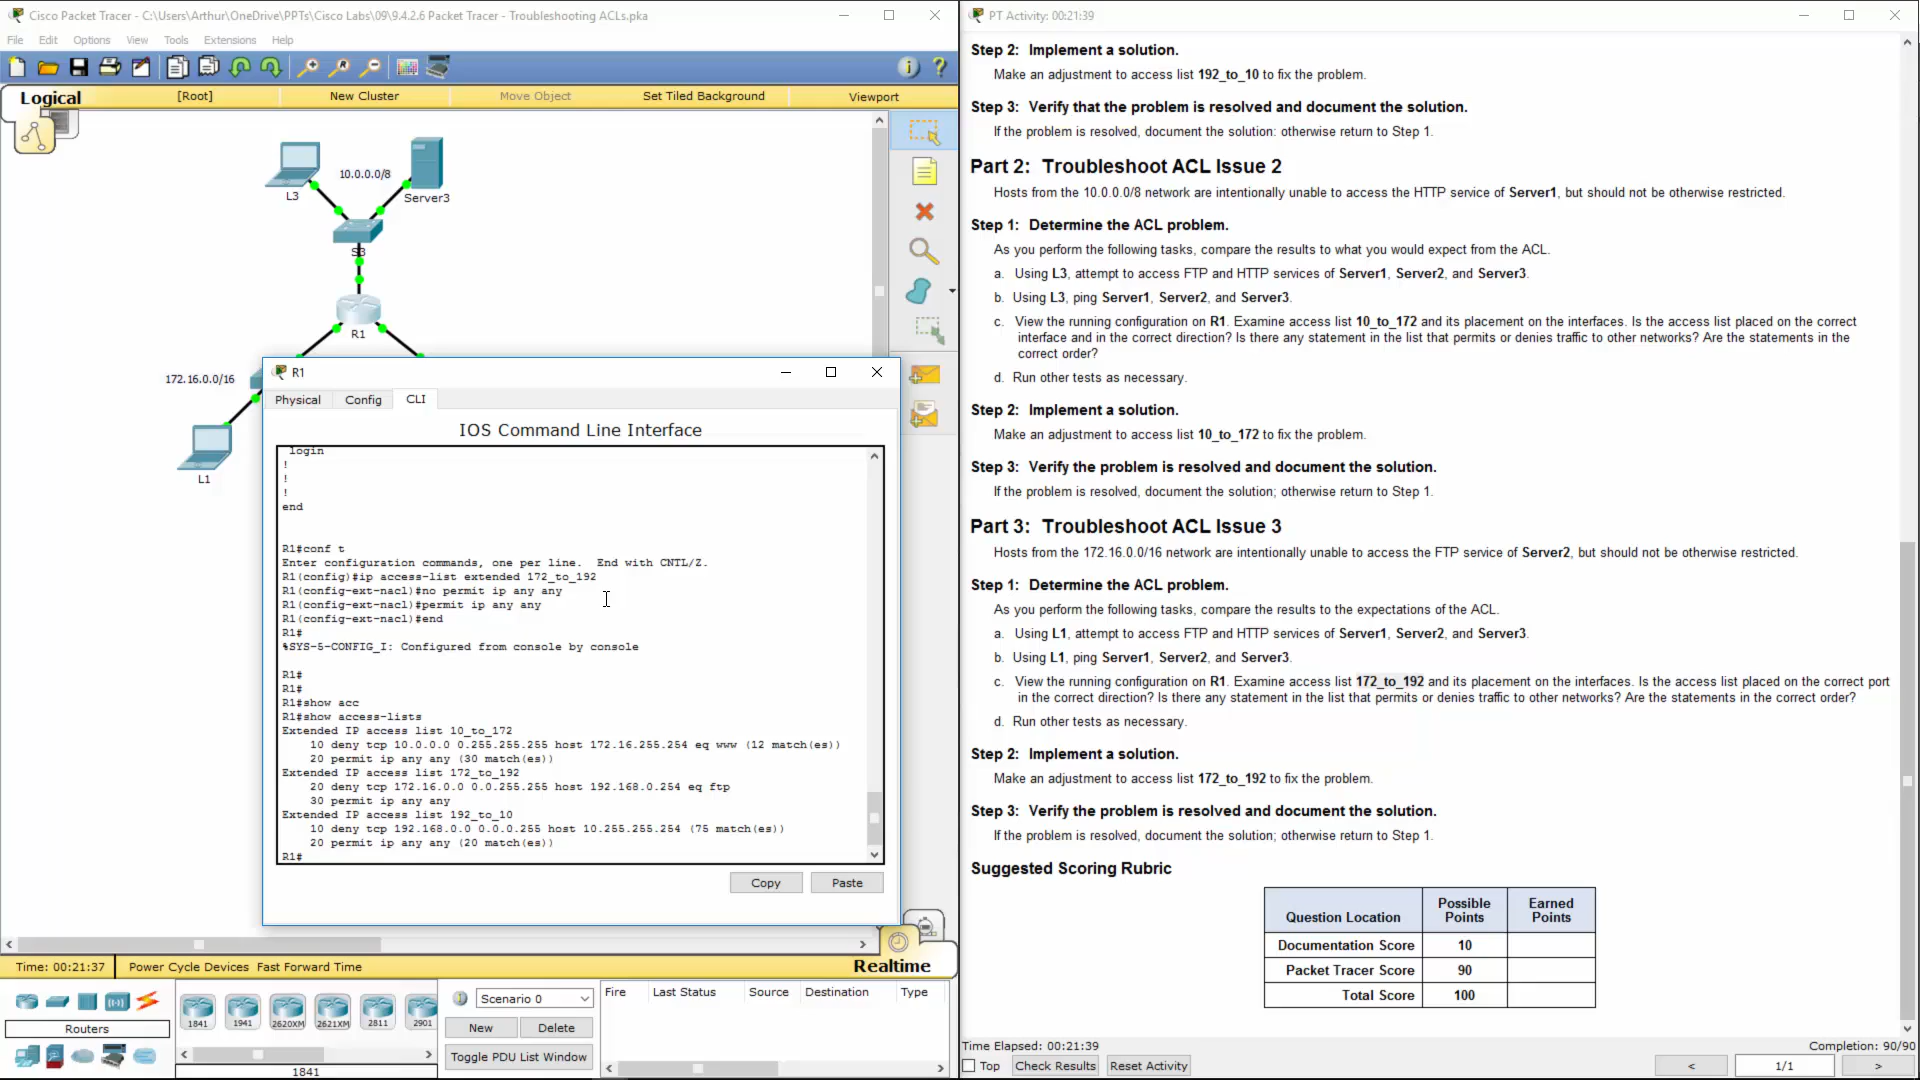 Cisco Packet Tracer - C:\Users\Arthur\OneDrive\PPTs\Cisco Labs\09\9.4.2.6 Packet Tracer - Troubleshooting ACLs.pka
File Edit Options View Tools Extensions Help
Logical [Root] New Cluster Move Object Set Tiled Background Viewport
10.0.0.0/8
L3
Server3
S3
R1
172.16.0.0/16
L1
R1
Physical Config CLI
IOS Command Line Interface
login
!
!
!
end
R1#conf t
Enter configuration commands, one per line. End with CNTL/Z.
R1(config)#ip access-list extended 172_to_192
R1(config-ext-nacl)#no permit ip any any
R1(config-ext-nacl)#permit ip any any
R1(config-ext-nacl)#end
R1#
%SYS-5-CONFIG_I: Configured from console by console
R1#
R1#
R1#show acc
R1#show access-lists
Extended IP access list 10_to_172
10 deny tcp 10.0.0.0 0.255.255.255 host 172.16.255.254 eq www (12 match(es))
20 permit ip any any (30 match(es))
Extended IP access list 172_to_192
20 deny tcp 172.16.0.0 0.0.255.255 host 192.168.0.254 eq ftp
30 permit ip any any
Extended IP access list 192_to_10
10 deny tcp 192.168.0.0 0.0.0.255 host 10.255.255.254 (75 match(es))
20 permit ip any any (20 match(es))
R1#
Copy Paste
Time: 00:21:37 Power Cycle Devices Fast Forward Time Realtime
Routers
1841 1941 2620XM 2621XM 2811 2901
1841
Scenario 0
New Delete
Toggle PDU List Window
Fire Last Status Source Destination Type
PT Activity: 00:21:39
Step 2: Implement a solution.
Make an adjustment to access list 192_to_10 to fix the problem.
Step 3: Verify that the problem is resolved and document the solution.
If the problem is resolved, document the solution: otherwise return to Step 1.
Part 2: Troubleshoot ACL Issue 2
Hosts from the 10.0.0.0/8 network are intentionally unable to access the HTTP service of Server1, but should not be otherwise restricted.
Step 1: Determine the ACL problem.
As you perform the following tasks, compare the results to what you would expect from the ACL.
a. Using L3, attempt to access FTP and HTTP services of Server1, Server2, and Server3.
b. Using L3, ping Server1, Server2, and Server3.
c. View the running configuration on R1. Examine access list 10_to_172 and its placement on the interfaces. Is the access list placed on the correct
interface and in the correct direction? Is there any statement in the list that permits or denies traffic to other networks? Are the statements in the
correct order?
d. Run other tests as necessary.
Step 2: Implement a solution.
Make an adjustment to access list 10_to_172 to fix the problem.
Step 3: Verify the problem is resolved and document the solution.
If the problem is resolved, document the solution; otherwise return to Step 1.
Part 3: Troubleshoot ACL Issue 3
Hosts from the 172.16.0.0/16 network are intentionally unable to access the FTP service of Server2, but should not be otherwise restricted.
Step 1: Determine the ACL problem.
As you perform the following tasks, compare the results to the expectations of the ACL.
a. Using L1, attempt to access FTP and HTTP services of Server1, Server2, and Server3.
b. Using L1, ping Server1, Server2, and Server3.
c. View the running configuration on R1. Examine access list 172_to_192 and its placement on the interfaces. Is the access list placed on the correct port
in the correct direction? Is there any statement in the list that permits or denies traffic to other networks? Are the statements in the correct order?
d. Run other tests as necessary.
Step 2: Implement a solution.
Make an adjustment to access list 172_to_192 to fix the problem.
Step 3: Verify the problem is resolved and document the solution.
If the problem is resolved, document the solution; otherwise return to Step 1.
Suggested Scoring Rubric
Question Location Possible Points Earned Points
Documentation Score 10
Packet Tracer Score 90
Total Score 100
Time Elapsed: 00:21:39 Completion: 90/90
Top Check Results Reset Activity < 1/1 >